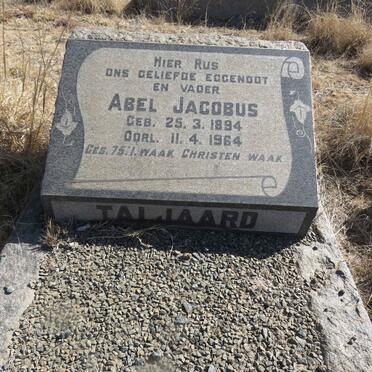 HIER RUS
ONS GELIEFDE EGGENOOT
EN VADER
ABEL JACOBUS
GEB. 25. 3. 1894
OORL. 11. 4. 1964
GES. 75:1. WAAK CHRISTEN WAAK
TALJAARD